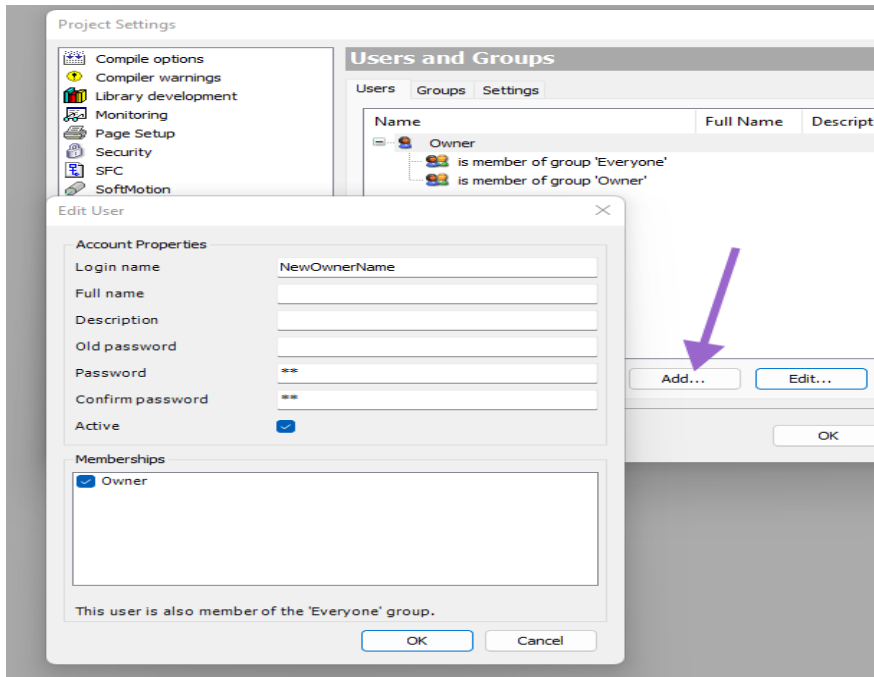 Project Settings
Compile options
Compiler warnings
Library development
Monitoring
Page Setup
Security
SFC
SoftMotion
Users and Groups
Users Groups Settings
Name Full Name Descript
Owner
is member of group 'Everyone'
is member of group 'Owner'
Add... Edit...
OK
Edit User
Account Properties
Login name NewOwnerName
Full name
Description
Old password
Password **
Confirm password **
Active
Memberships
Owner
This user is also member of the 'Everyone' group.
OK Cancel